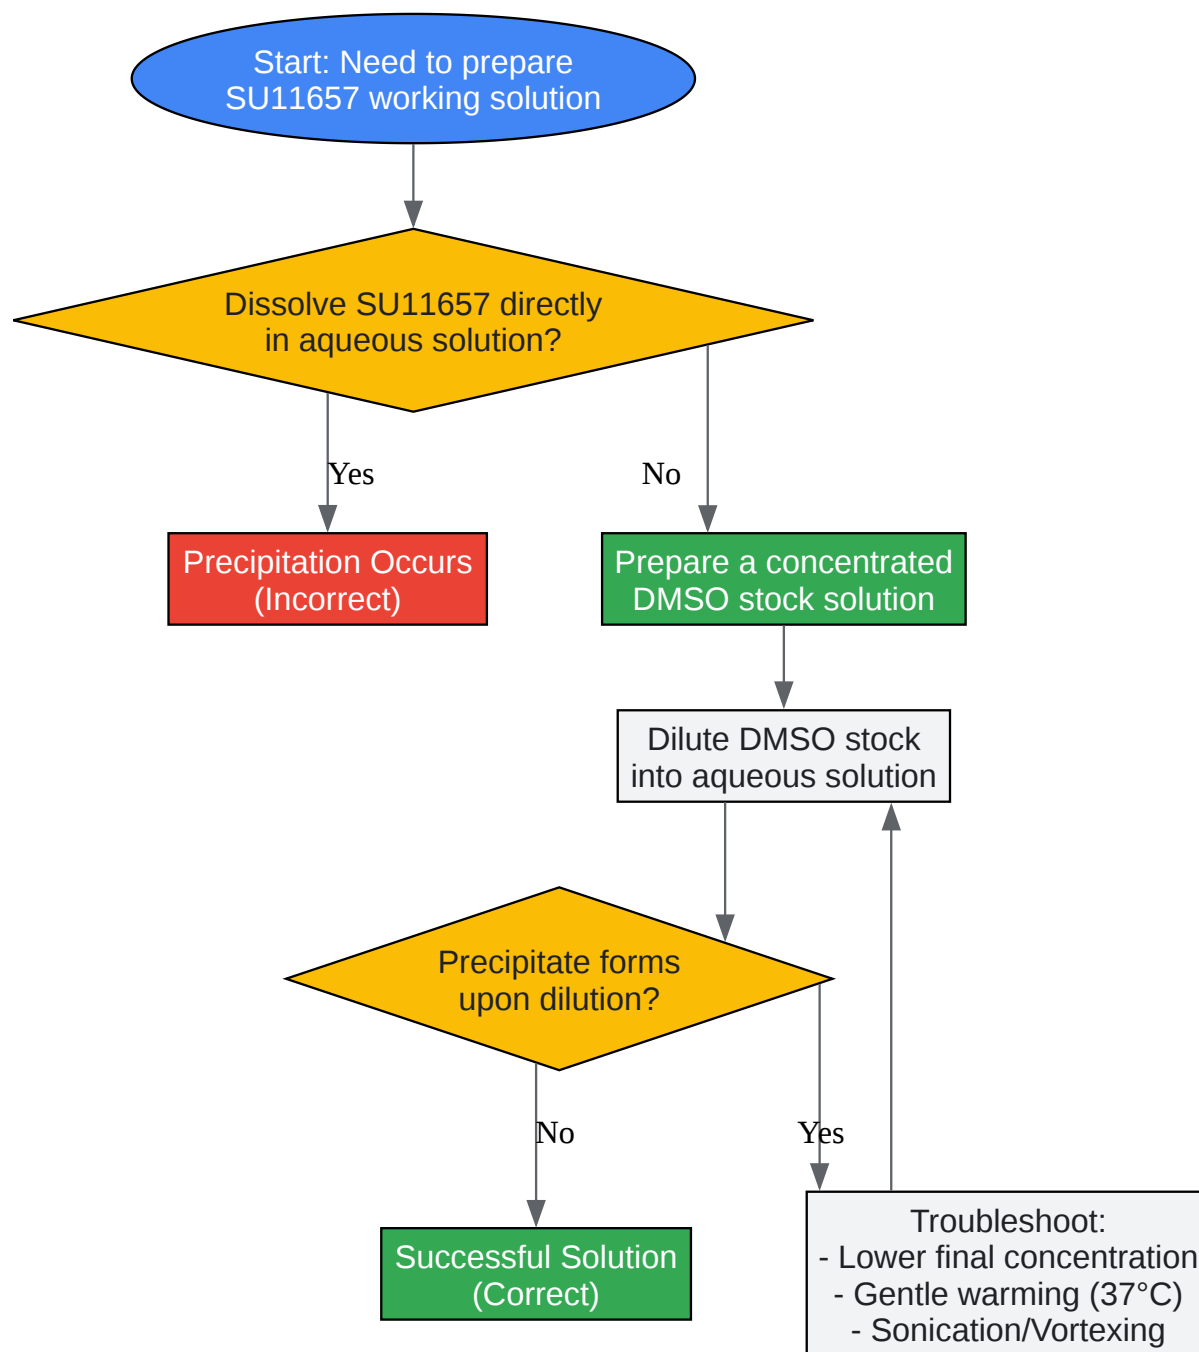 Start: Need to prepare
SU11657 working solution
Dissolve SU11657 directly
in aqueous solution?
Yes
No
Precipitation Occurs
(Incorrect)
Prepare a concentrated
DMSO stock solution
Dilute DMSO stock
into aqueous solution
Precipitate forms
upon dilution?
No
Yes
Successful Solution
(Correct)
Troubleshoot:
- Lower final concentration
- Gentle warming (37°C)
- Sonication/Vortexing